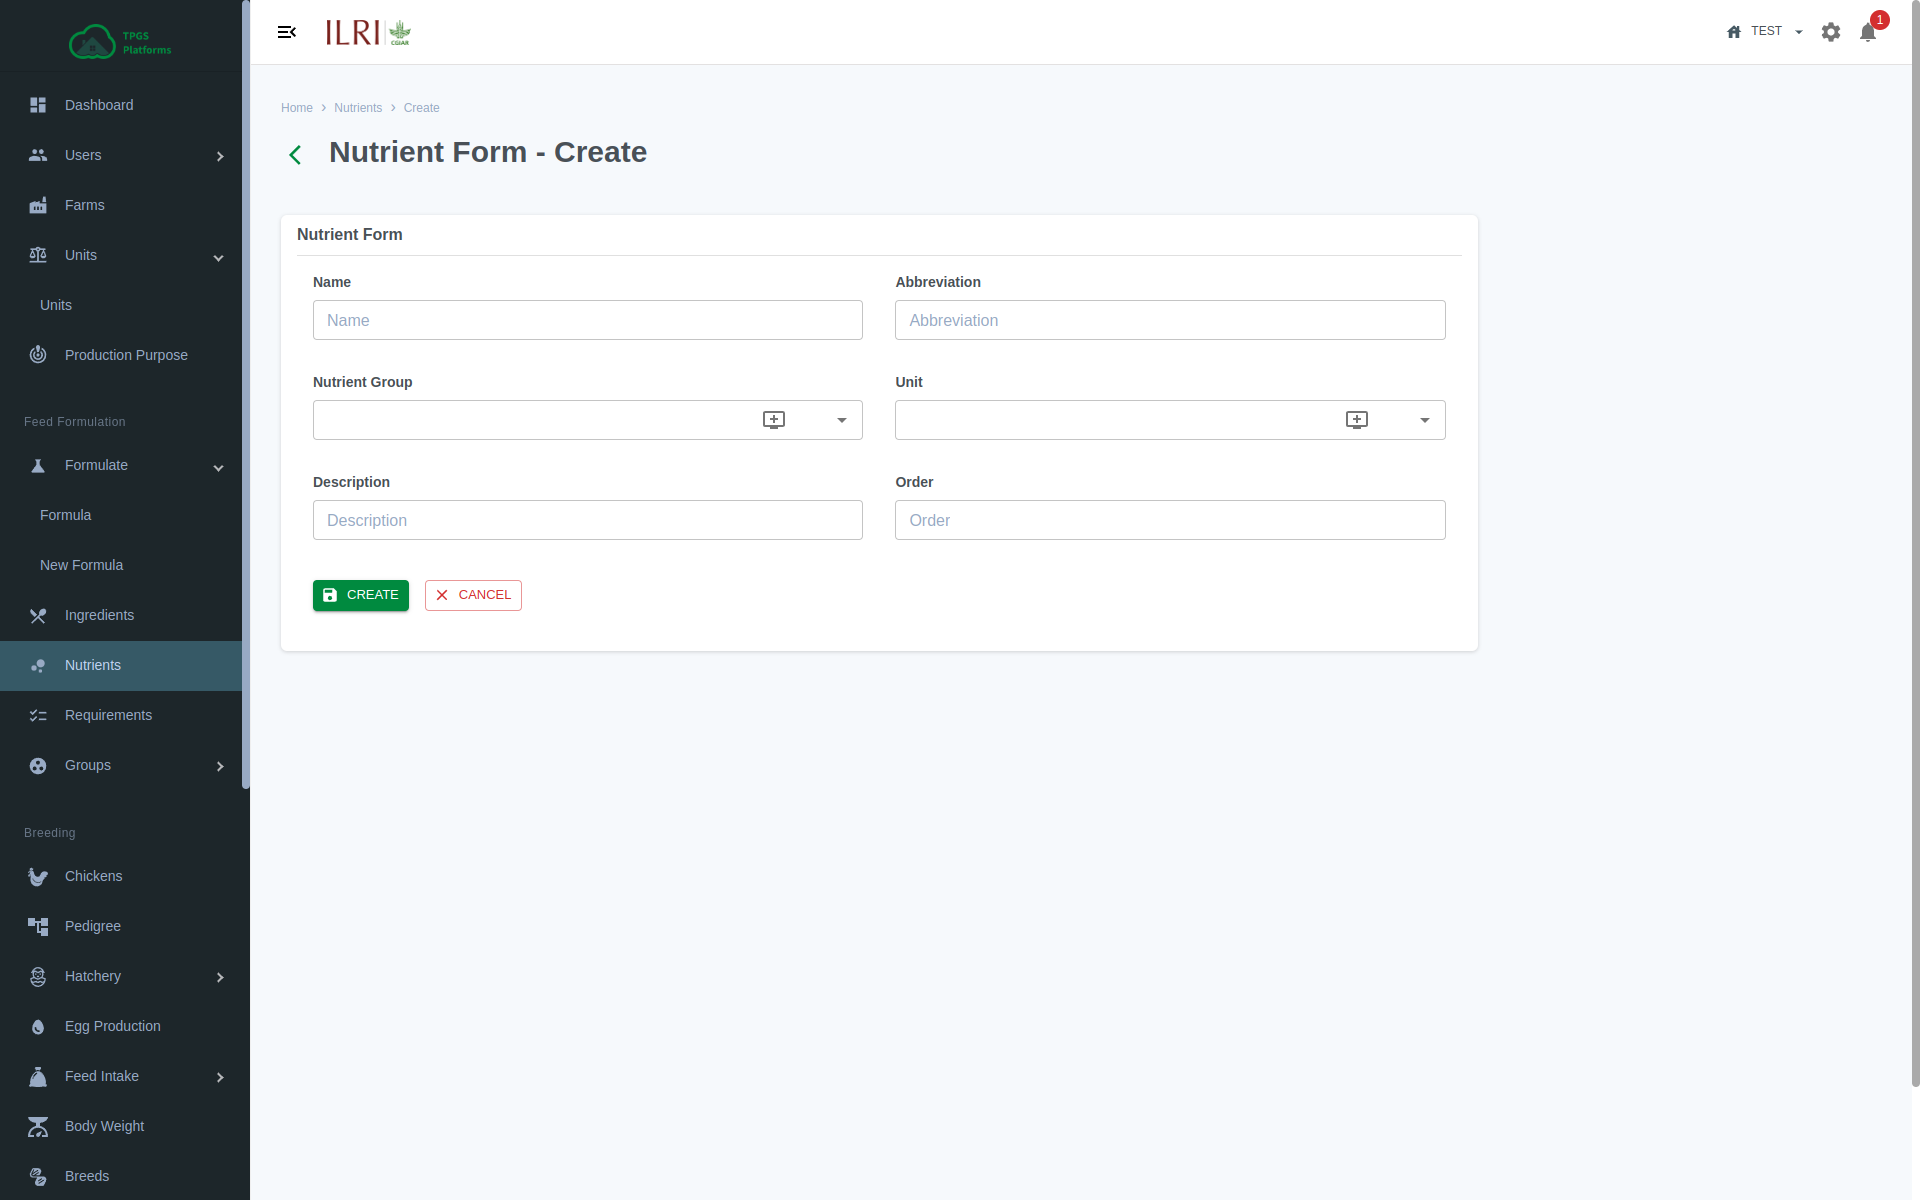 TPGS
Platforms
Dashboard
Users
Farms
Units
Units
Production Purpose
Feed Formulation
Formulate
Formula
New Formula
Ingredients
Nutrients
Requirements
Groups
Breeding
Chickens
Pedigree
Hatchery
Egg Production
Feed Intake
Body Weight
Breeds
ILRI
CGIAR
TEST
1
Home > Nutrients > Create
Nutrient Form - Create
Nutrient Form
Name Abbreviation
Name Abbreviation
Nutrient Group Unit
Description Order
Description Order
CREATE CANCEL